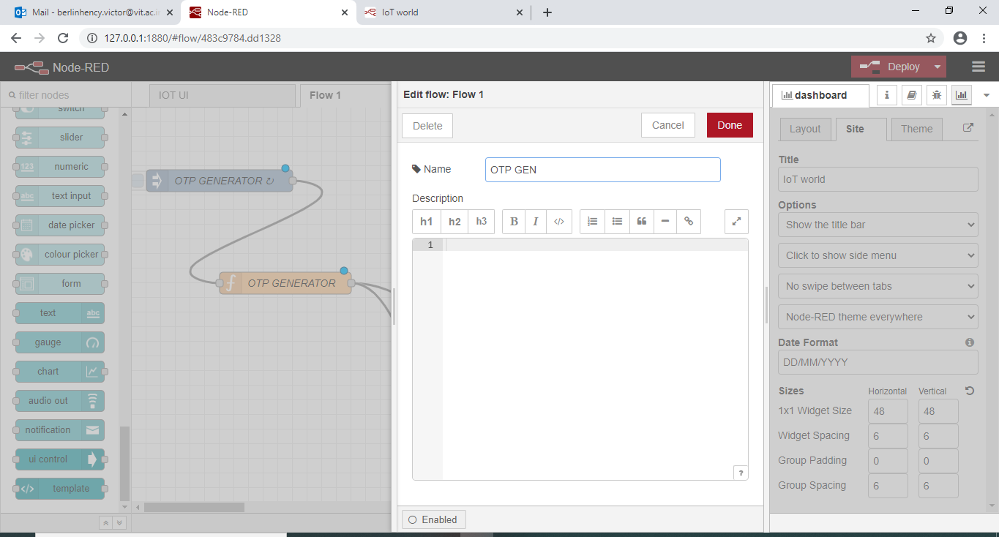 Mail - berlinhency.victor@vit.ac.i
Node-RED
IoT world
127.0.0.1:1880/#flow/483c9784.dd1328
Node-RED
Deploy
filter nodes
switch
slider
123 numeric
abc text input
date picker
colour picker
form
text abc
gauge
chart
audio out
notification
ui control
</> template
IOT UI
Flow 1
OTP GENERATOR ↻
OTP GENERATOR
Edit flow: Flow 1
Delete
Cancel
Done
Name
OTP GEN
Description
h1 h2 h3 B I </>
1
?
Enabled
dashboard
i
Layout
Site
Theme
Title
IoT world
Options
Show the title bar
Click to show side menu
No swipe between tabs
Node-RED theme everywhere
Date Format
DD/MM/YYYY
Sizes Horizontal Vertical
1x1 Widget Size 48 48
Widget Spacing 6 6
Group Padding 0 0
Group Spacing 6 6